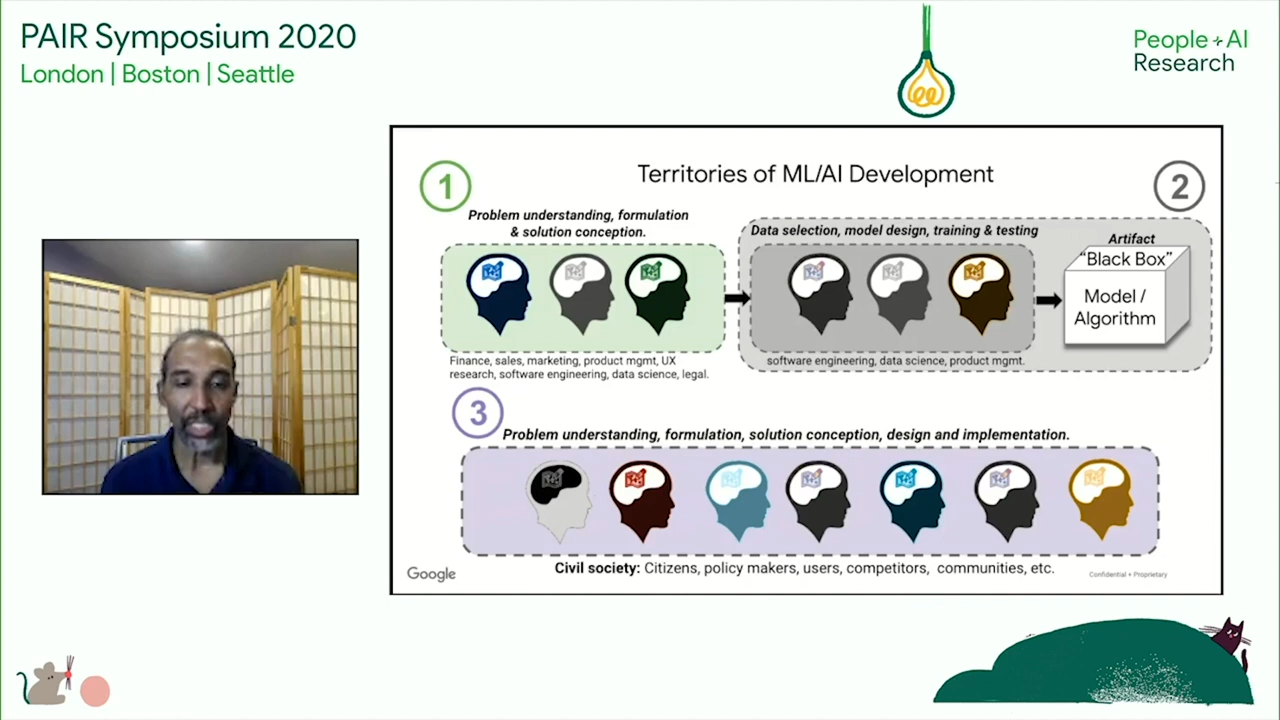 PAIR Symposium 2020
London | Boston | Seattle
People + AI
Research
Territories of ML/AI Development
1
2
Problem understanding, formulation
& solution conception.
Data selection, model design, training & testing
Artifact
"Black Box"
Model /
Algorithm
Finance, sales, marketing, product mgmt, UX
research, software engineering, data science, legal.
software engineering, data science, product mgmt.
3
Problem understanding, formulation, solution conception, design and implementation.
Civil society: Citizens, policy makers, users, competitors, communities, etc.
Google
Confidential + Proprietary